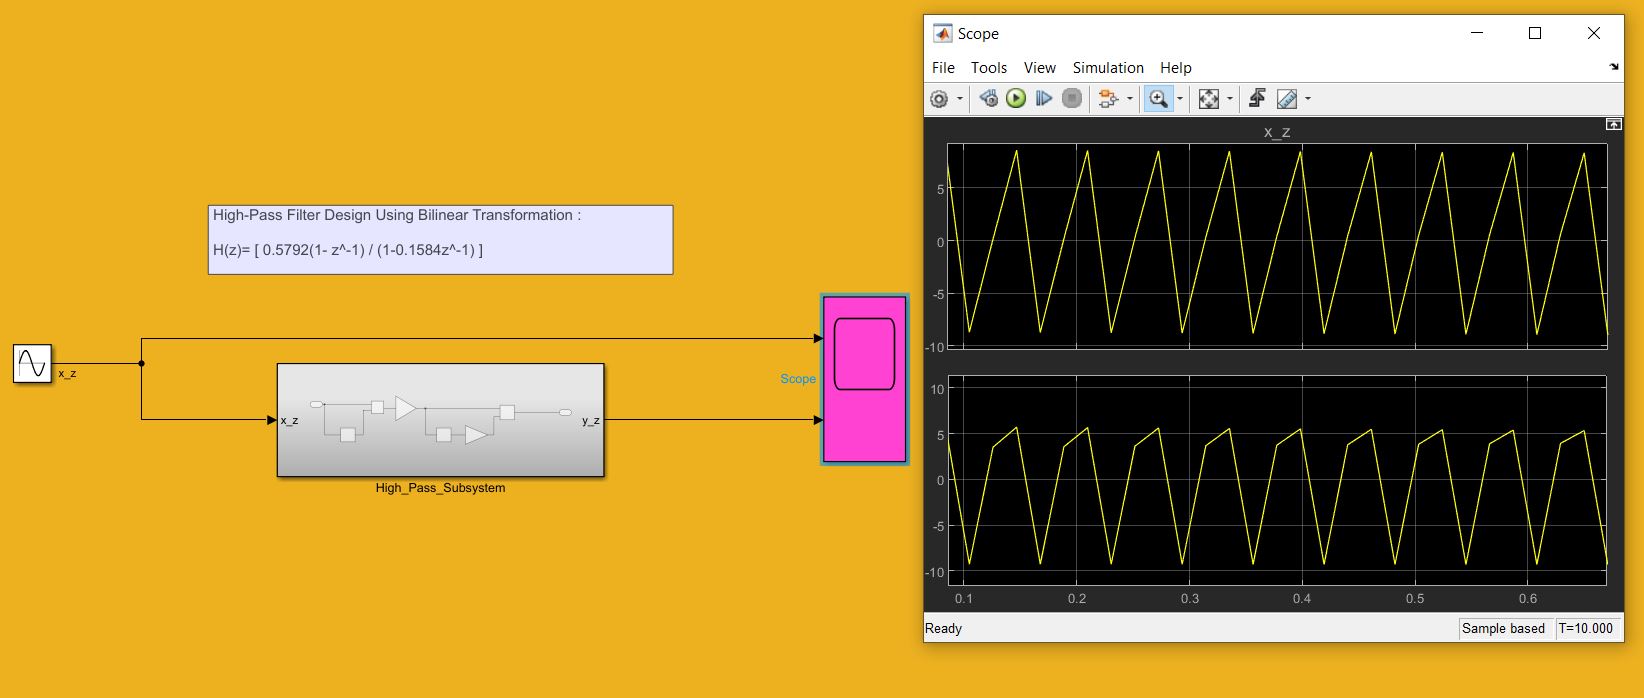 High-Pass Filter Design Using Bilinear Transformation :
H(z)= [ 0.5792(1- z^-1) / (1-0.1584z^-1) ]
x_z
x_z
y_z
High_Pass_Subsystem
Scope
Scope
File Tools View Simulation Help
x_z
5
0
-5
-10
10
5
0
-5
-10
0.1 0.2 0.3 0.4 0.5 0.6
Ready
Sample based T=10.000